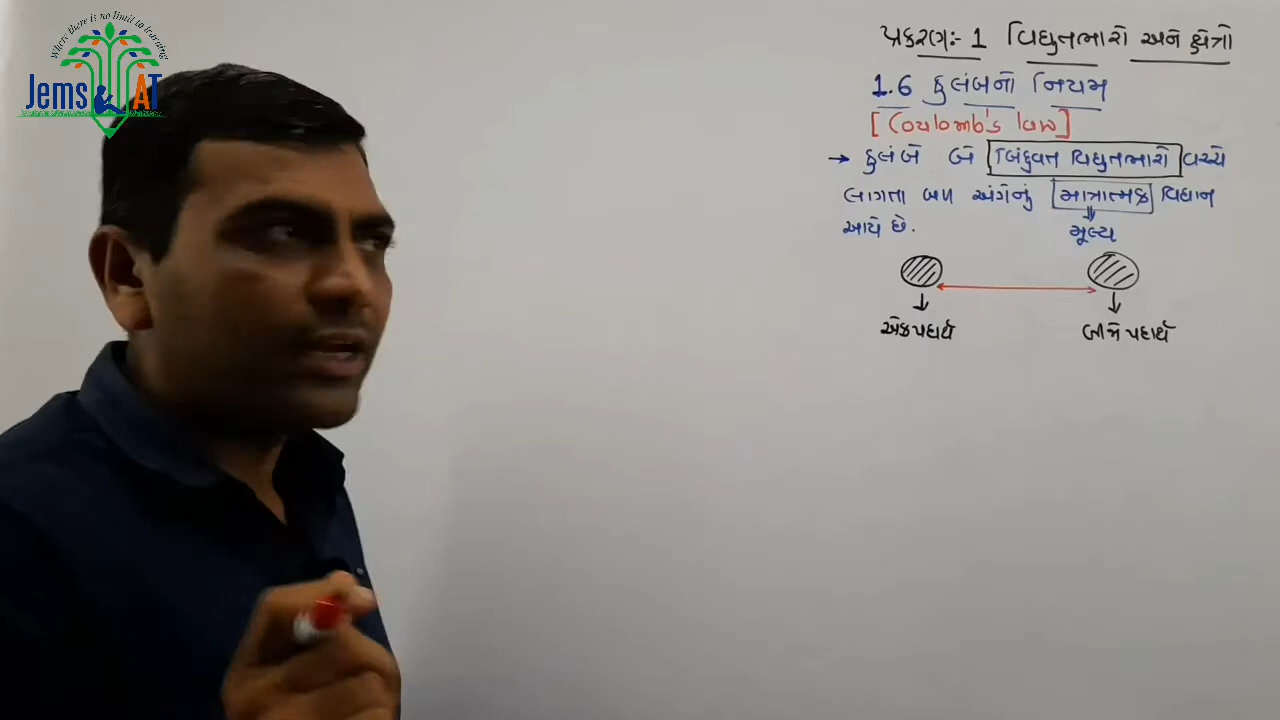 Where there is no limit to learning
Jems AT
પ્રકરણ:- 1 વિદ્યુતભારો અને ક્ષેત્રો
1.6 કુલંબનો નિયમ
[Coulomb's law]
→ કુલંબે બે બિંદુવત વિદ્યુતભારો વચ્ચે
લાગતા બળ અંગેનું માત્રાત્મક વિધાન
આપે છે.
મૂલ્ય
એક પદાર્થ
બીજો પદાર્થ